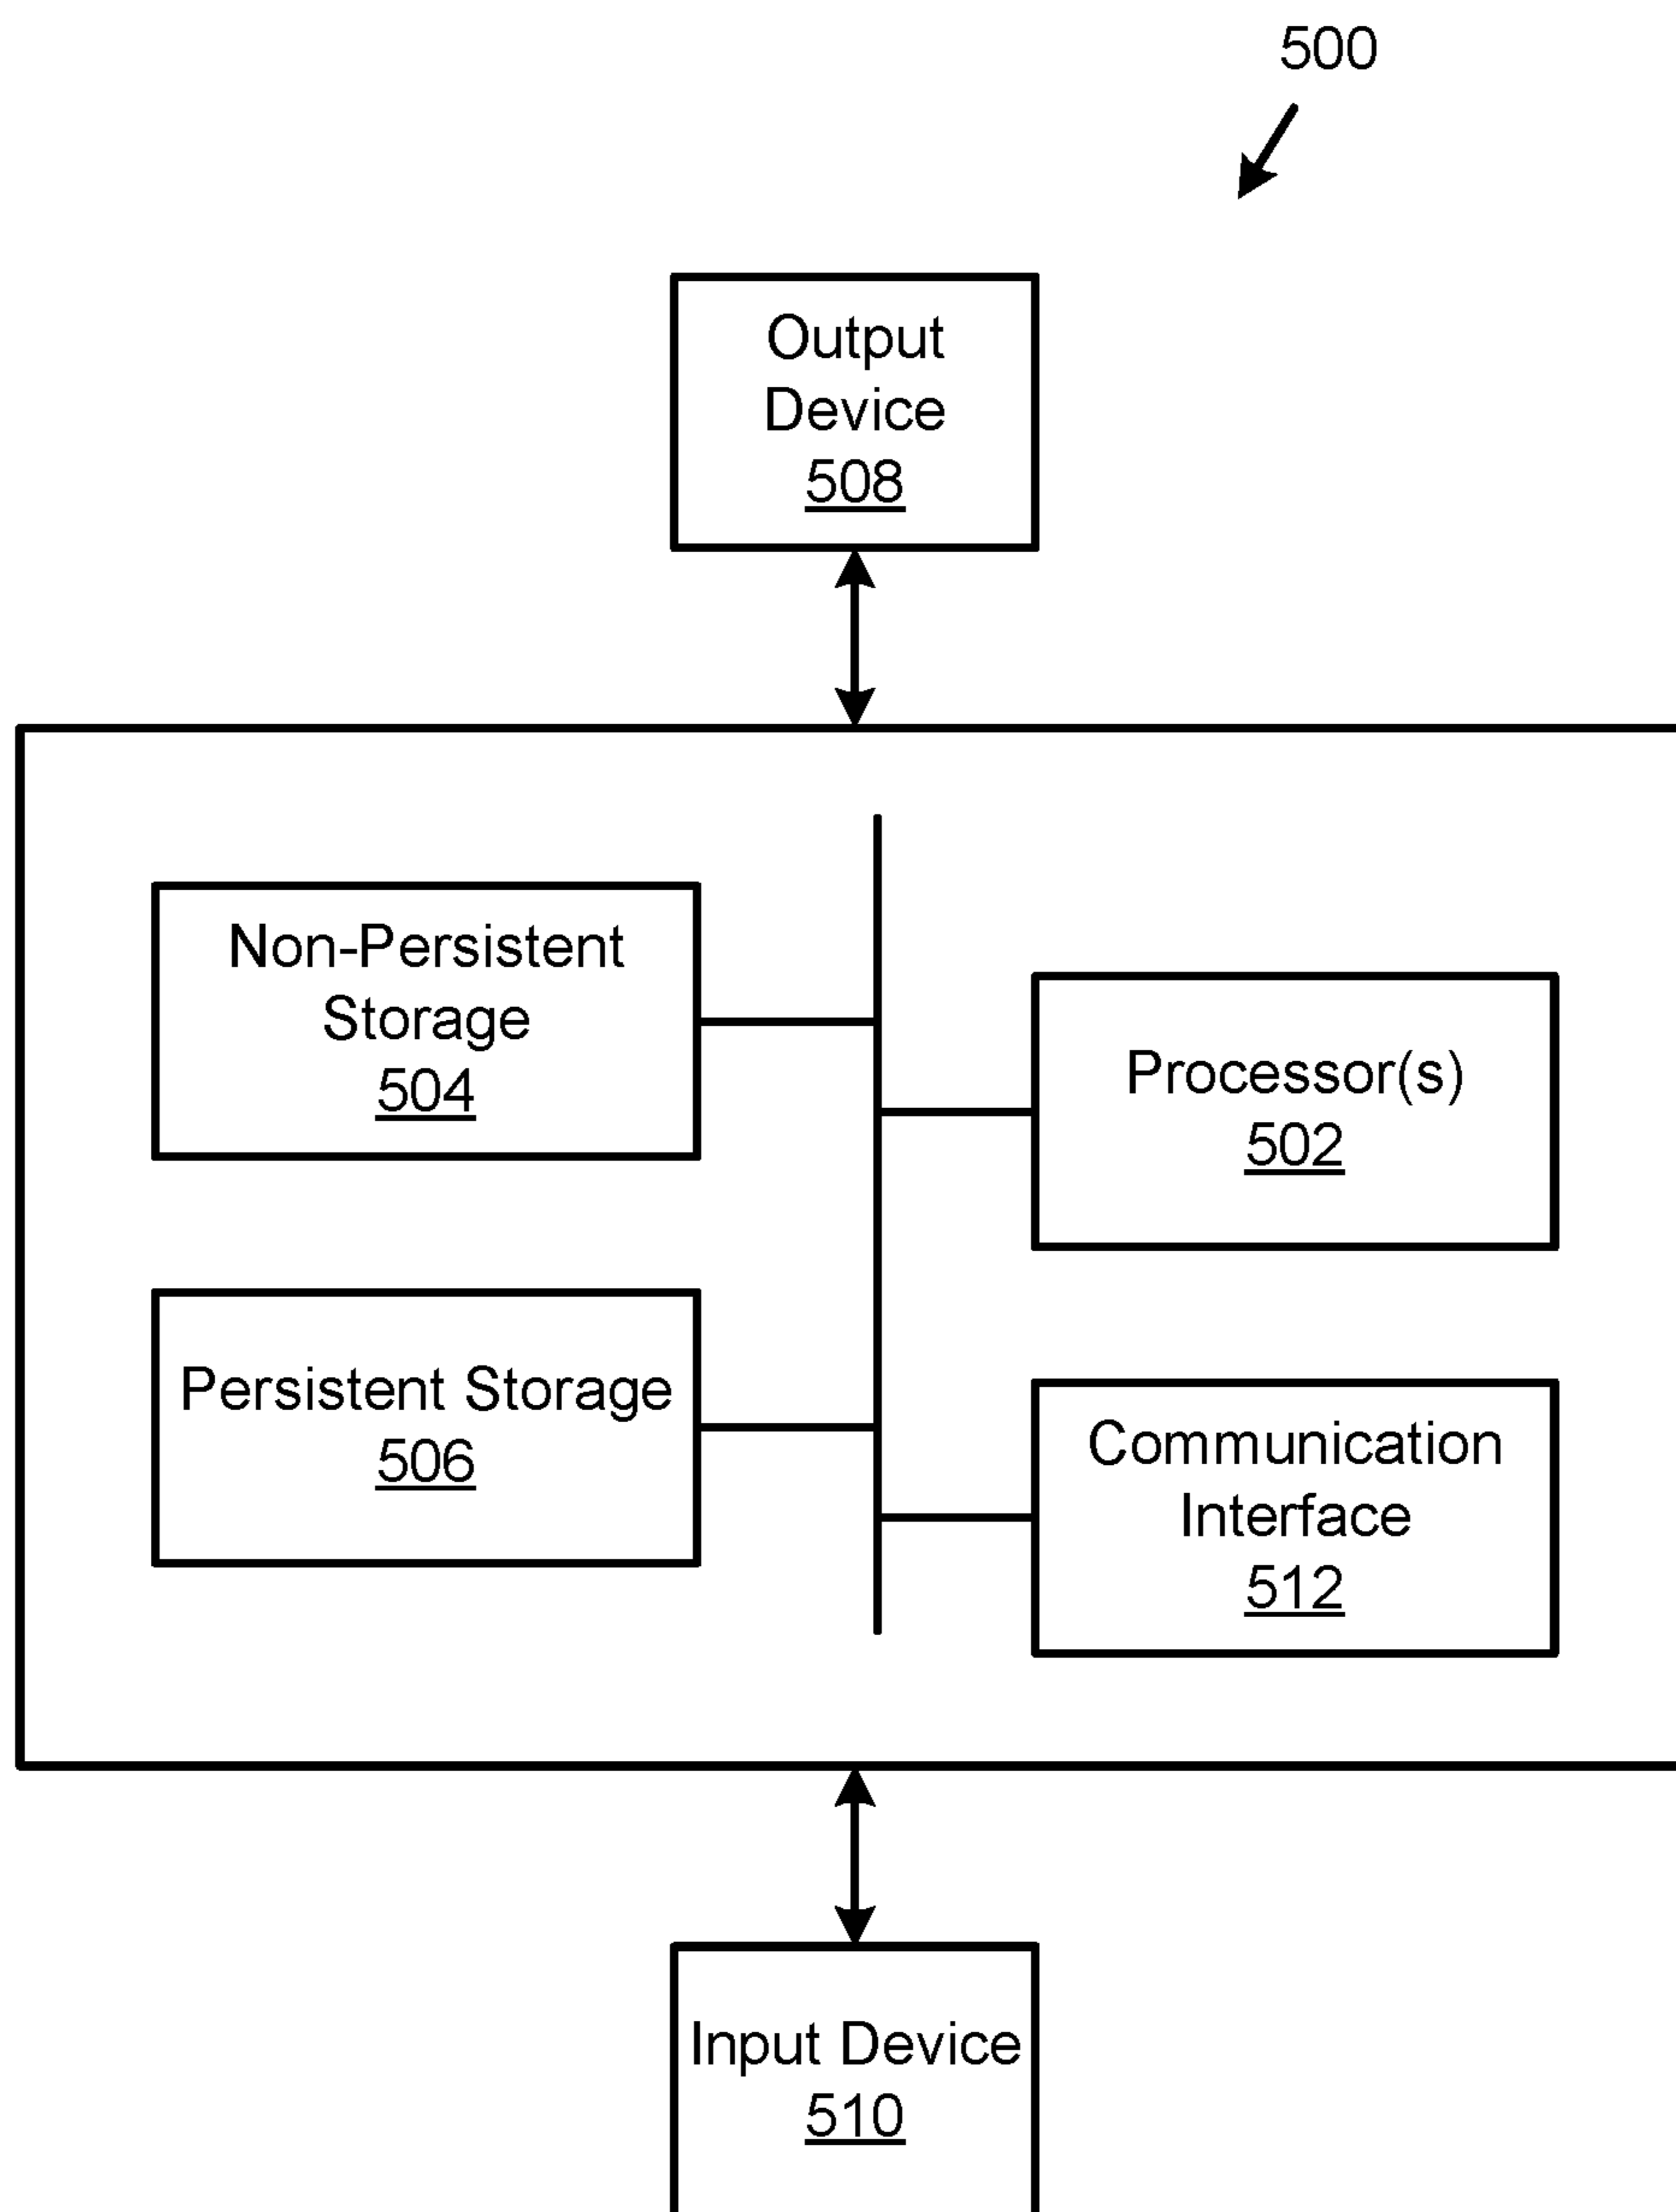 500
Output
Device
508
Non-Persistent
Storage
504
Processor(s)
502
Persistent Storage
506
Communication
Interface
512
Input Device
510